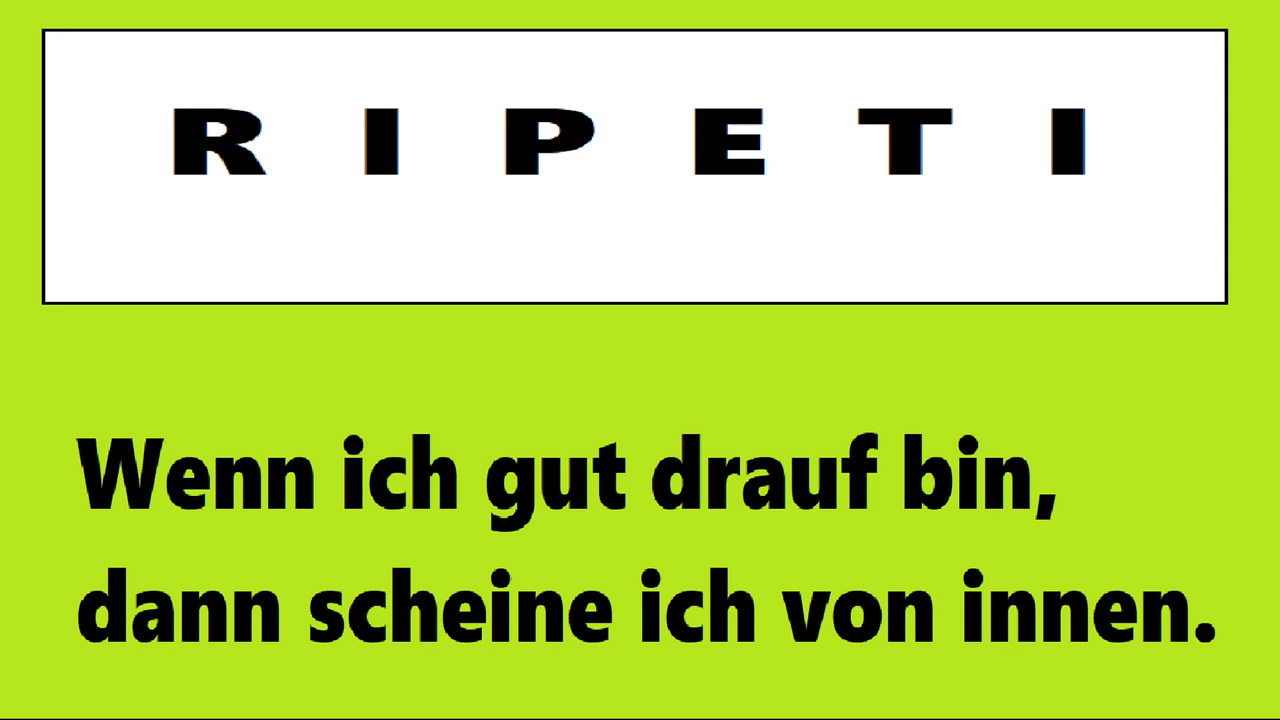 R I P E T I
Wenn ich gut drauf bin,
dann scheine ich von innen.